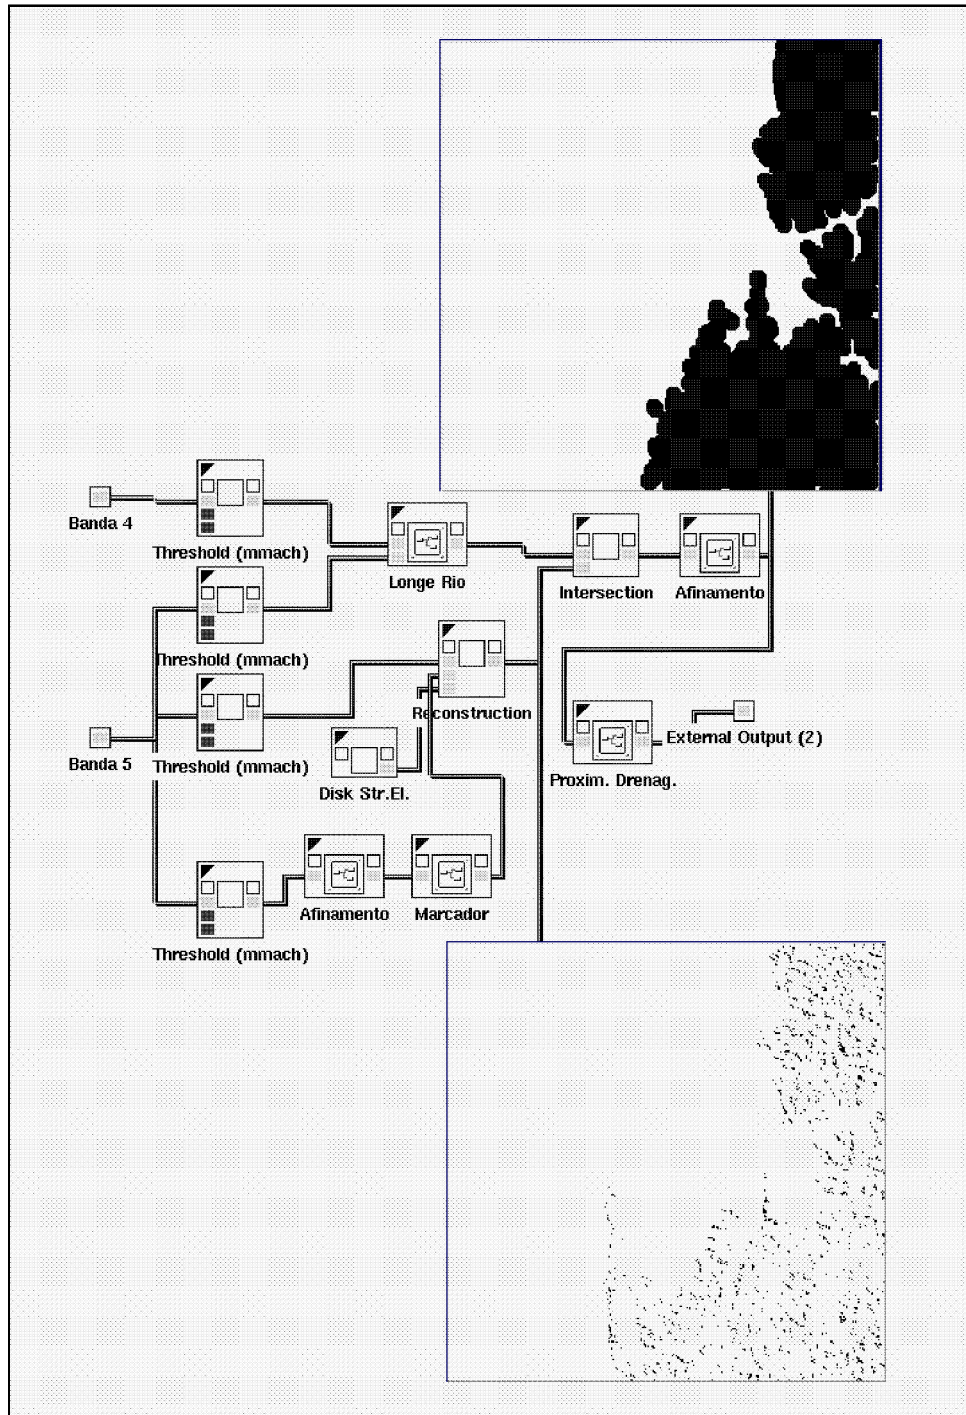 Banda 4
Threshold (mmach)
Longe Rio
Intersection
Afinamento
Threshold (mmach)
Reconstruction
Banda 5
Threshold (mmach)
External Output (2)
Disk Str.El.
Proxim. Drenag.
Afinamento
Marcador
Threshold (mmach)